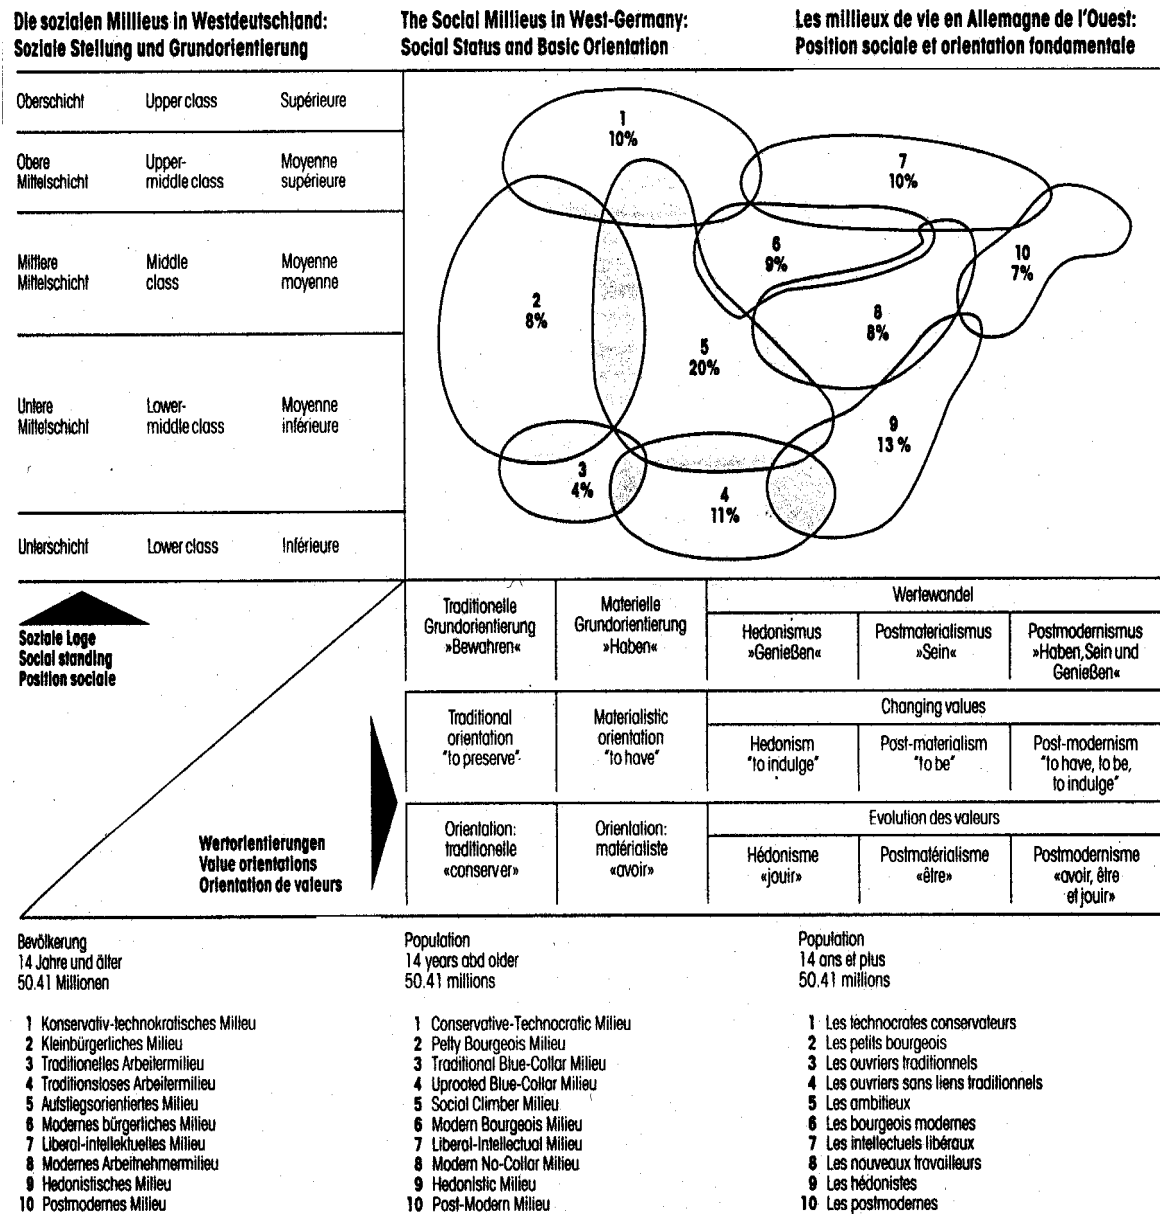 Die sozialen Millieus in Westdeutschland:
Soziale Stellung und Grundorientierung
The Social Millieus in West-Germany:
Social Status and Basic Orientation
Les millieux de vie en Allemagne de l'Ouest:
Position sociale et orientation fondamentale
Oberschicht Upper class Supérieure
Obere Mittelschicht
Upper-
middle class
Moyenne
supérieure
Mittlere
Mittelschicht
Middle
class
Moyenne
moyenne
Untere
Mittelschicht
Lower-
middle class
Moyenne
inférieure
Unterschicht Lower class Inférieure
1
10%
7
10%
6
9%
10
7%
2
8%
8
8%
5
20%
9
13 %
3
4%
4
11%
Soziale Lage
Social standing
Position sociale
Wertorientierungen
Value orientations
Orientation de valeurs
Traditionelle
Grundorientierung
»Bewahren«
Materielle
Grundorientierung
»Haben«
Wertewandel
Hedonismus
»Genießen«
Postmaterialismus
»Sein«
Postmodernismus
»Haben, Sein und
Genießen«
Traditional
orientation
"to preserve"
Materialistic
orientation
"to have"
Changing values
Hedonism
"to indulge"
Post-materialism
"to be"
Post-modernism
"to have, to be,
to indulge"
Orientation:
traditionelle
«conserver»
Orientation:
matérialiste
«avoir»
Evolution des valeurs
Hédonisme
«jouir»
Postmatérialisme
«être»
Postmodernisme
«avoir, être
et jouir»
Bevölkerung
14 Jahre und älter
50.41 Millionen
1 Konservativ-technokratisches Milieu
2 Kleinbürgerliches Milieu
3 Traditionelles Arbeitermilieu
4 Traditionsloses Arbeitermilieu
5 Aufstiegsorientiertes Milieu
6 Modernes bürgerliches Milieu
7 Liberal-intellektuelles Milieu
8 Modernes Arbeitnehmermilieu
9 Hedonistisches Milieu
10 Postmodernes Milieu
Population
14 years abd older
50.41 millions
1 Conservative-Technocratic Milieu
2 Petty Bourgeois Milieu
3 Traditional Blue-Collar Milieu
4 Uprooted Blue-Collar Milieu
5 Social Climber Milieu
6 Modern Bourgeois Milieu
7 Liberal-Intellectual Milieu
8 Modern No-Collar Milieu
9 Hedonistic Milieu
10 Post-Modern Milieu
Population
14 ans et plus
50.41 millions
1 Les technocrates conservateurs
2 Les petits bourgeois
3 Les ouvriers traditionnels
4 Les ouvriers sans liens traditionnels
5 Les ambitieux
6 Les bourgeois modernes
7 Les intellectuels libéraux
8 Les nouveaux travailleurs
9 Les hédonistes
10 Les postmodernes